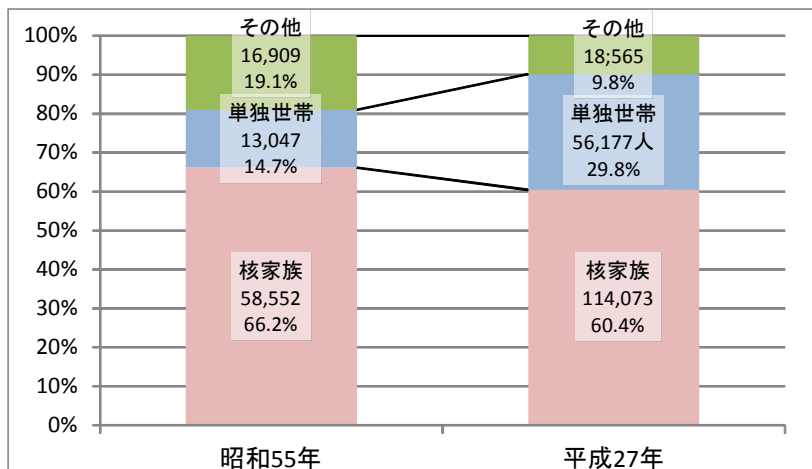 100%
90%
80%
70%
60%
50%
40%
30%
20%
10%
0%
その他
16,909
19.1%
単独世帯
13,047
14.7%
核家族
58,552
66.2%
その他
18;565
9.8%
単独世帯
56,177人
29.8%
核家族
114,073
60.4%
昭和55年
平成27年